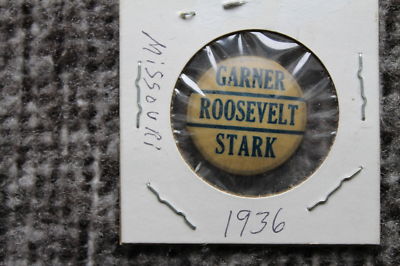 Missouri
GARNER
ROOSEVELT
STARK
1936